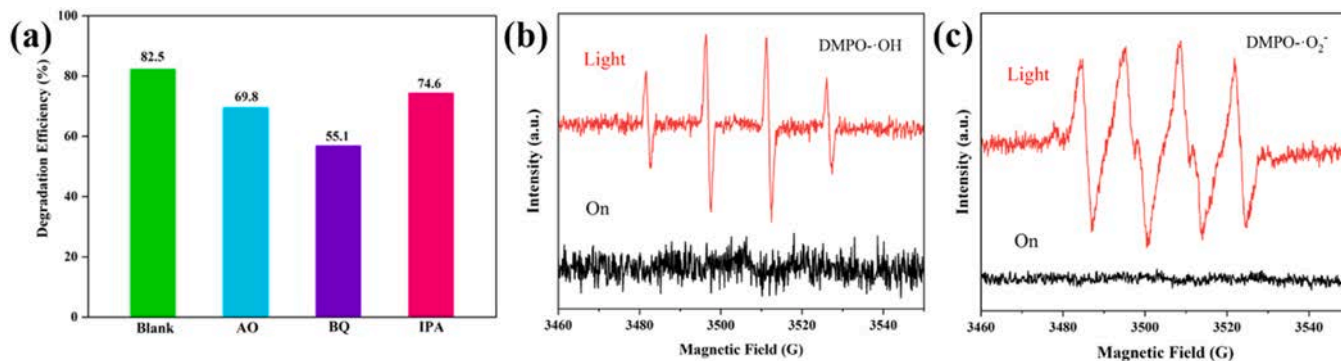 (a)
Degradation Efficiency (%)
100
80
60
40
20
0
82.5
69.8
55.1
74.6
Blank AO BQ IPA
(b)
DMPO-·OH
Light
On
Intensity (a.u.)
3460 3480 3500 3520 3540
Magnetic Field (G)
(c)
DMPO-·O₂⁻
Light
On
Intensity (a.u.)
3460 3480 3500 3520 3540
Magnetic Field (G)